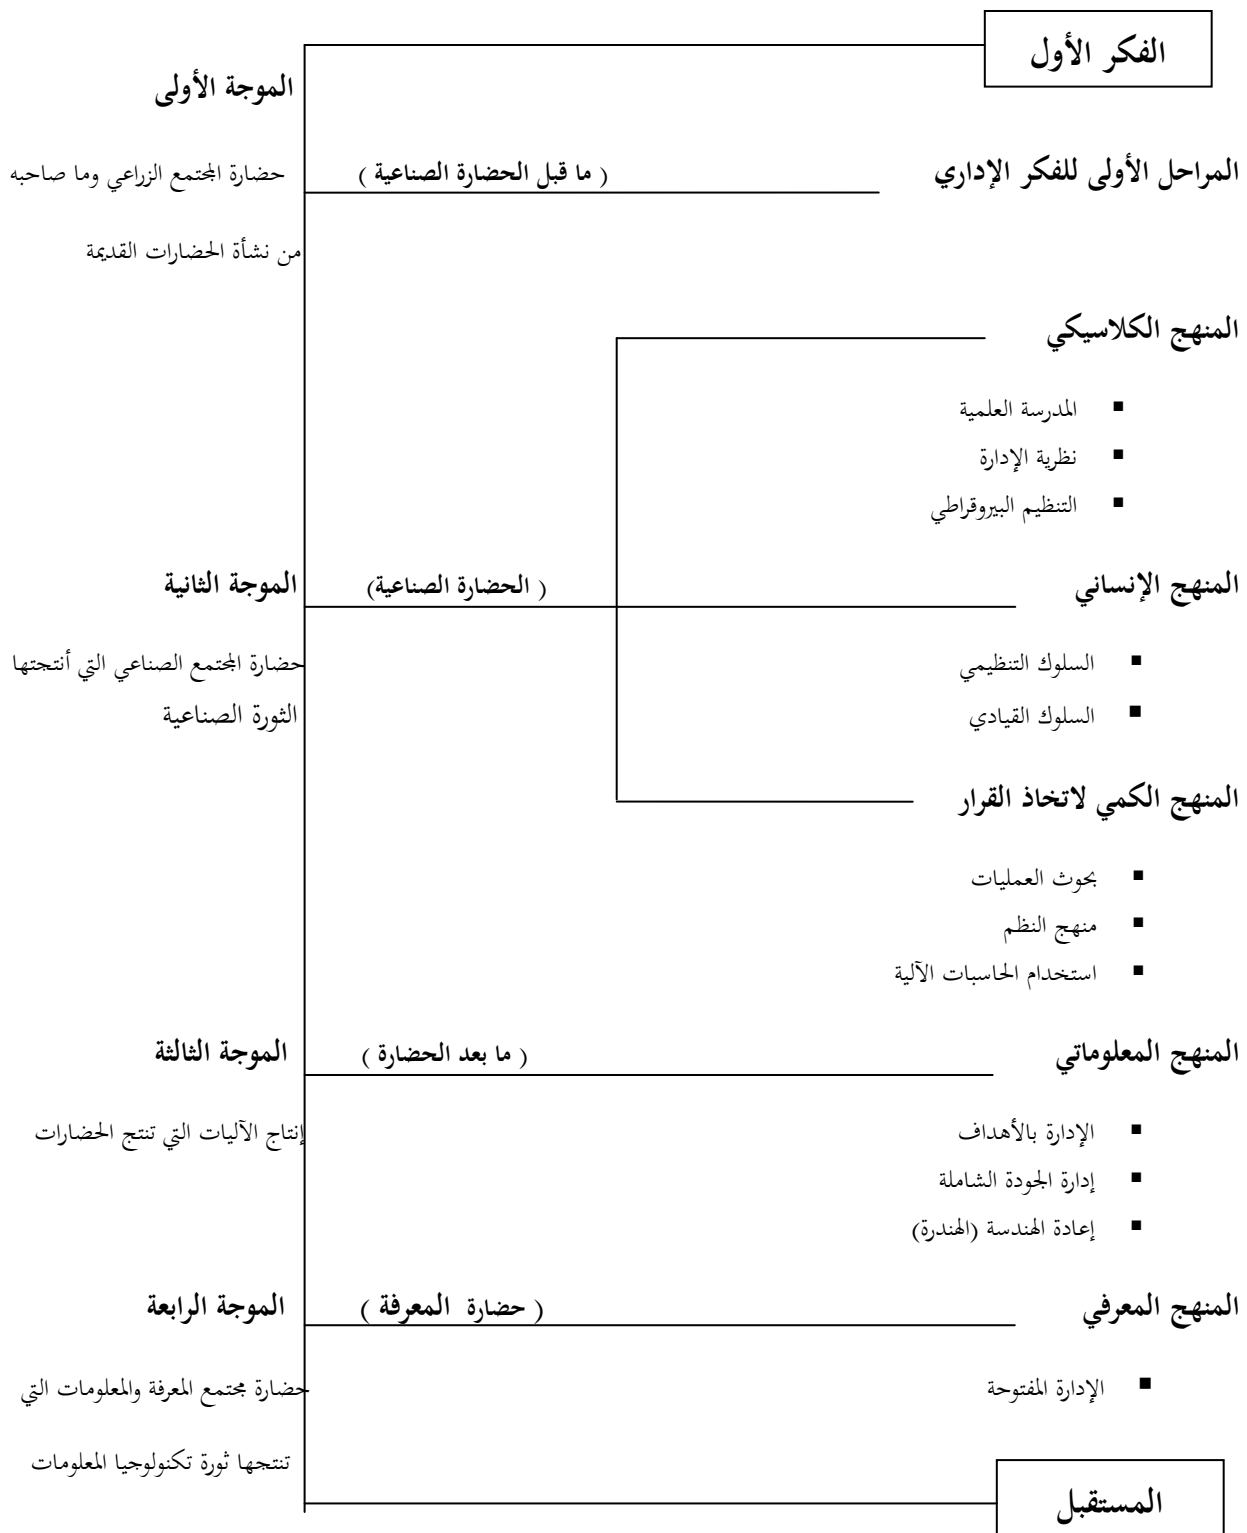 الفكر الأول
الموجة الأولى
المراحل الأولى للفكر الإداري ( ما قبل الحضارة الصناعية ) حضارة المجتمع الزراعي وما صاحبه
من نشأة الحضارات القديمة
المنهج الكلاسيكي
▪ المدرسة العلمية
▪ نظرية الإدارة
▪ التنظيم البيروقراطي
المنهج الإنساني ( الحضارة الصناعية) الموجة الثانية
▪ السلوك التنظيمي حضارة المجتمع الصناعي التي أنتجتها
▪ السلوك القيادي الثورة الصناعية
المنهج الكمي لاتخاذ القرار
▪ بحوث العمليات
▪ منهج النظم
▪ استخدام الحاسبات الآلية
المنهج المعلوماتي ( ما بعد الحضارة ) الموجة الثالثة
▪ الإدارة بالأهداف إنتاج الآليات التي تنتج الحضارات
▪ إدارة الجودة الشاملة
▪ إعادة الهندسة (الهندرة)
المنهج المعرفي ( حضارة المعرفة ) الموجة الرابعة
▪ الإدارة المفتوحة حضارة مجتمع المعرفة والمعلومات التي
تنتجها ثورة تكنولوجيا المعلومات
المستقبل